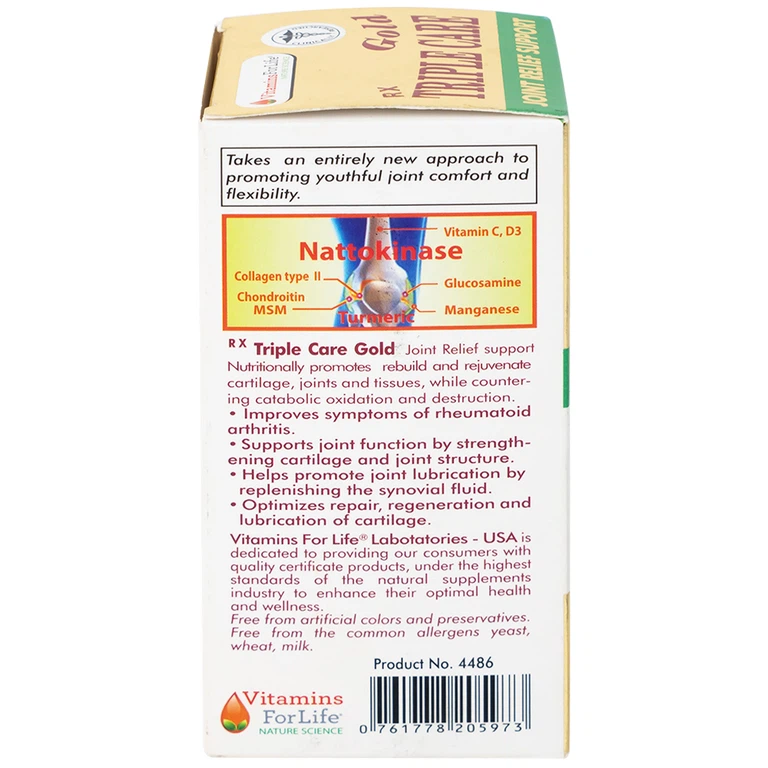 Vitamins For Life
RX
Gold
TRIPLE CARE
JOINT RELIEF SUPPORT
Takes an entirely new approach to
promoting youthful joint comfort and
flexibility.
Vitamin C, D3
Nattokinase
Collagen type II
Glucosamine
Chondroitin
MSM
Manganese
Turmeric
RX Triple Care Gold Joint Relief support
Nutritionally promotes rebuild and rejuvenate
cartilage, joints and tissues, while counter-
ing catabolic oxidation and destruction.
• Improves symptoms of rheumatoid
arthritis.
• Supports joint function by strength-
ening cartilage and joint structure.
• Helps promote joint lubrication by
replenishing the synovial fluid.
• Optimizes repair, regeneration and
lubrication of cartilage.
Vitamins For Life® Labotatories - USA is
dedicated to providing our consumers with
quality certificate products, under the highest
standards of the natural supplements
industry to enhance their optimal health
and wellness.
Free from artificial colors and preservatives.
Free from the common allergens yeast,
wheat, milk.
Product No. 4486
Vitamins
For Life®
NATURE SCIENCE
0 761778 205973